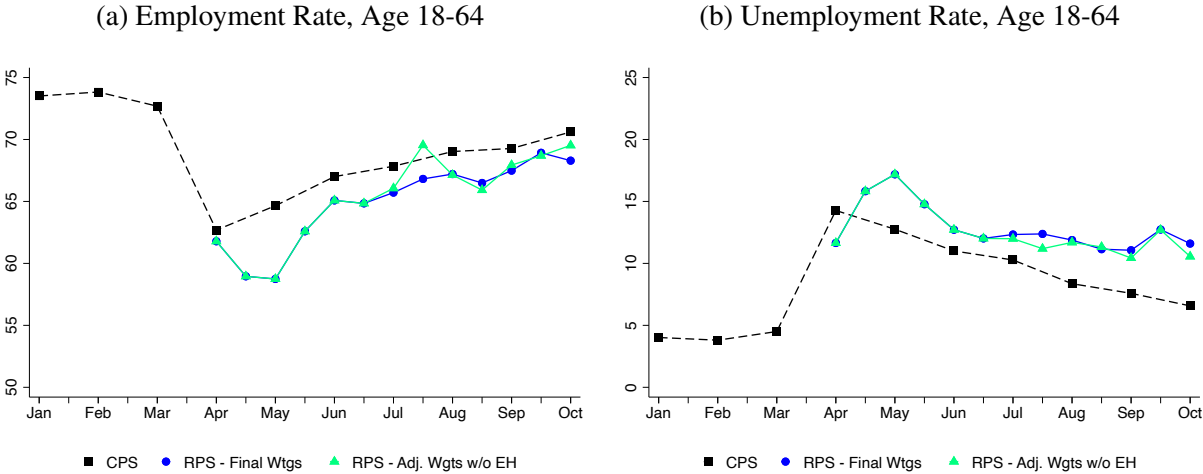 (a) Employment Rate, Age 18-64
75
70
65
60
55
50
Jan Feb Mar Apr May Jun Jul Aug Sep Oct
CPS RPS - Final Wtgs RPS - Adj. Wgts w/o EH
(b) Unemployment Rate, Age 18-64
25
20
15
10
5
0
Jan Feb Mar Apr May Jun Jul Aug Sep Oct
CPS RPS - Final Wtgs RPS - Adj. Wgts w/o EH